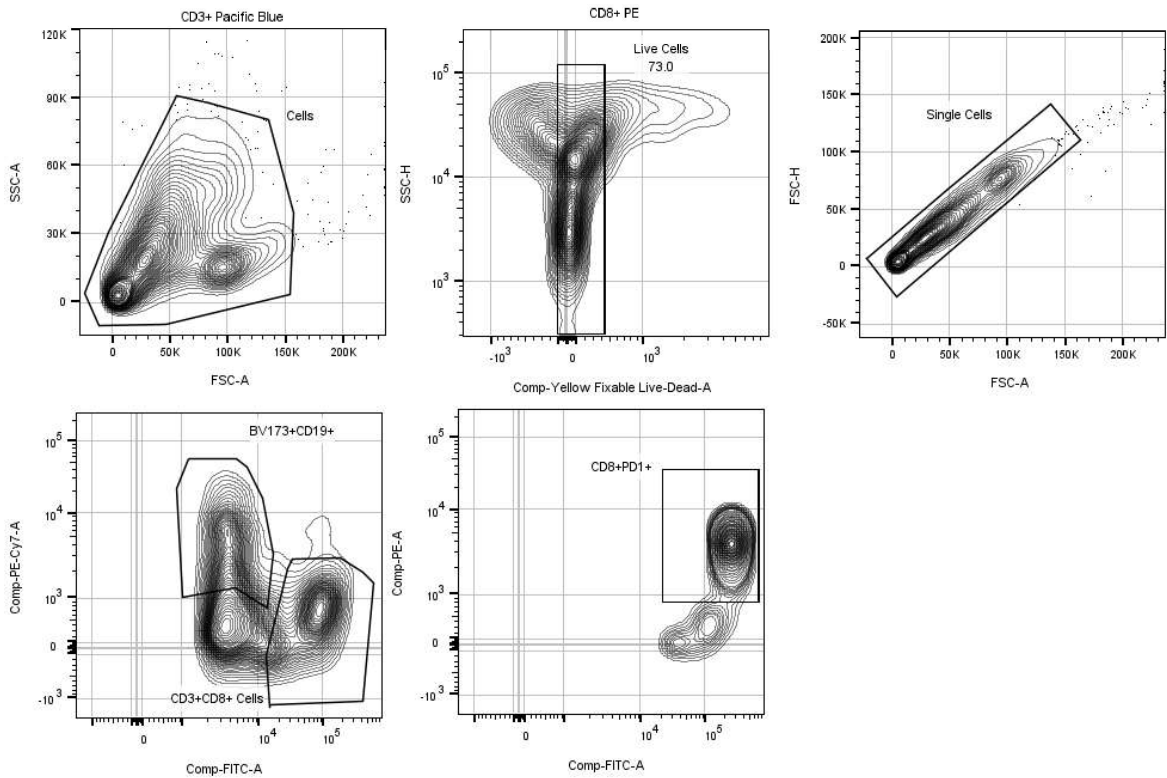 CD3+ Pacific Blue
120K
90K
60K
30K
0
SSC-A
Cells
0
50K
100K
150K
200K
FSC-A
CD8+ PE
Live Cells
73.0
10^5
10^4
10^3
SSC-H
-10^3
0
10^3
Comp-Yellow Fixable Live-Dead-A
200K
150K
100K
50K
0
-50K
FSC-H
Single Cells
0
50K
100K
150K
200K
FSC-A
BV173+CD19+
10^5
10^4
10^3
0
-10^3
Comp-PE-Cy7-A
CD3+CD8+ Cells
0
10^4
10^5
Comp-FITC-A
10^5
10^4
10^3
0
-10^3
Comp-PE-A
CD8+PD1+
0
10^4
10^5
Comp-FITC-A